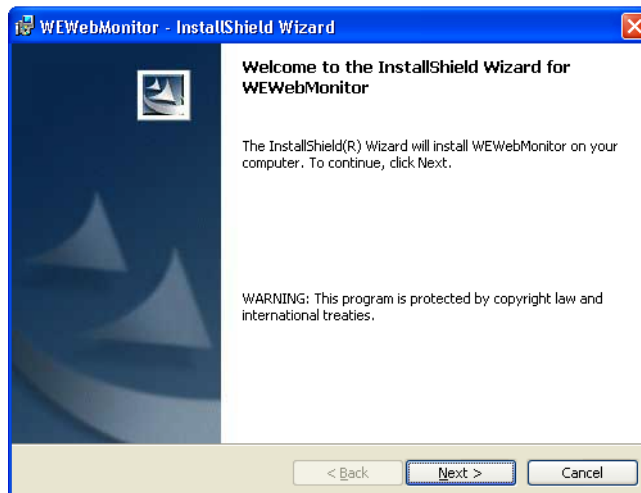 WEWebMonitor - InstallShield Wizard
Welcome to the InstallShield Wizard for
WEWebMonitor
The InstallShield(R) Wizard will install WEWebMonitor on your
computer. To continue, click Next.
WARNING: This program is protected by copyright law and
international treaties.
< Back
Next >
Cancel